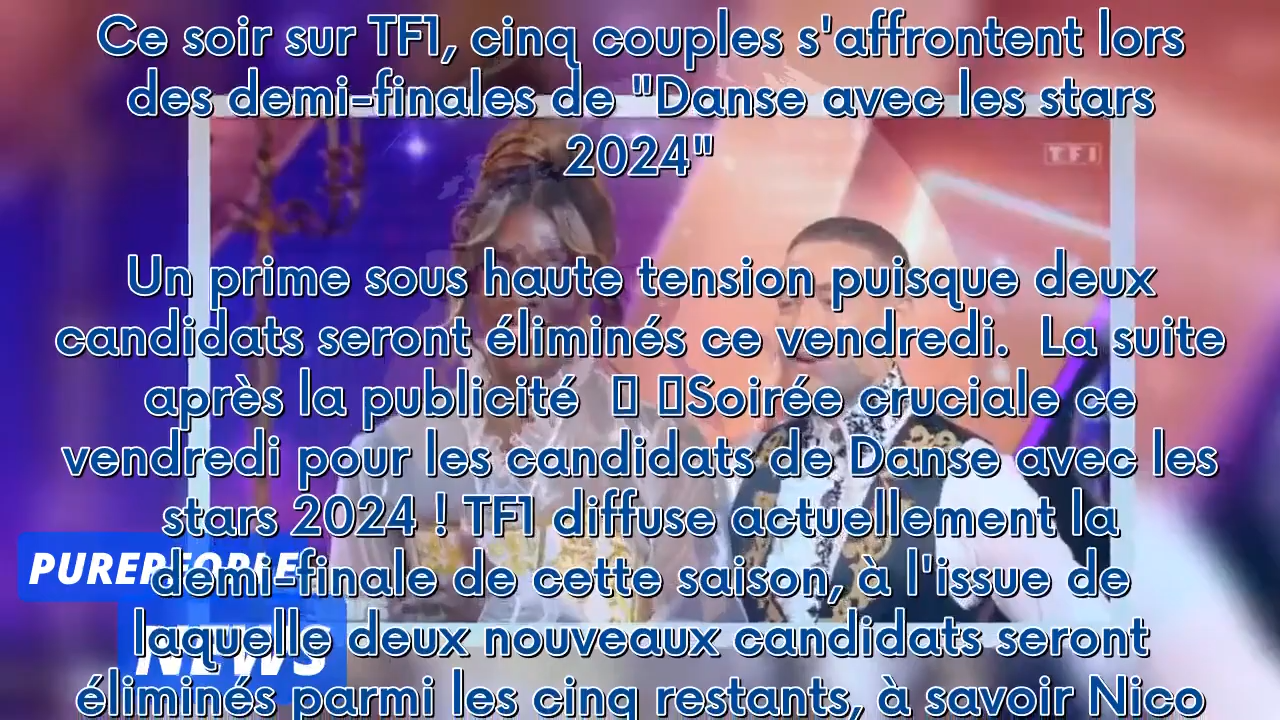 Ce soir sur TF1, cinq couples s'affrontent lors
des demi-finales de "Danse avec les stars
2024"
TF1
Un prime sous haute tension puisque deux
candidats seront éliminés ce vendredi. La suite
après la publicité ▯ ▯Soirée cruciale ce
vendredi pour les candidats de Danse avec les
stars 2024 ! TF1 diffuse actuellement la
PUREPEOPLE
demi-finale de cette saison, à l'issue de
laquelle deux nouveaux candidats seront
NEWS
éliminés parmi les cinq restants, à savoir Nico